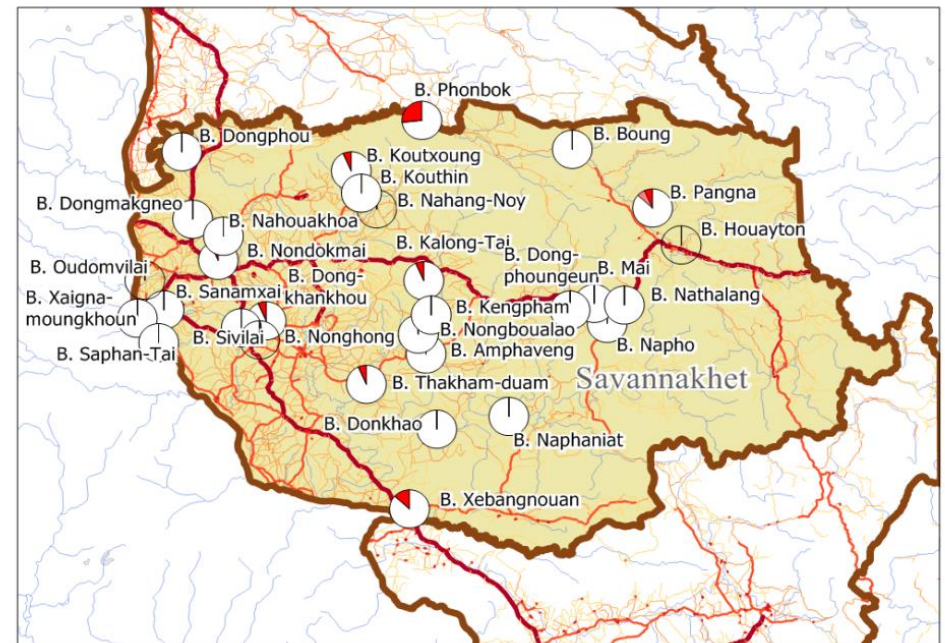 B. Phonbok
B. Dongphou
B. Boung
B. Koutxoung
B. Kouthin
B. Pangna
B. Nahang-Noy
B. Dongmakgneo
B. Nahouakhoa
B. Houayton
B. Kalong-Tai
B. Nondokmai
B. Dong-
phoungeun
B. Mai
B. Oudomvilai
B. Dong-
khankhou
B. Sanamxai
B. Nathalang
B. Xaigna-
moungkhoun
B. Kengpham
B. Sivilai
B. Nonghong
B. Nongboualao
B. Napho
B. Saphan-Tai
B. Amphaveng
Savannakhet
B. Thakham-duam
B. Donkhao
B. Naphaniat
B. Xebangnouan